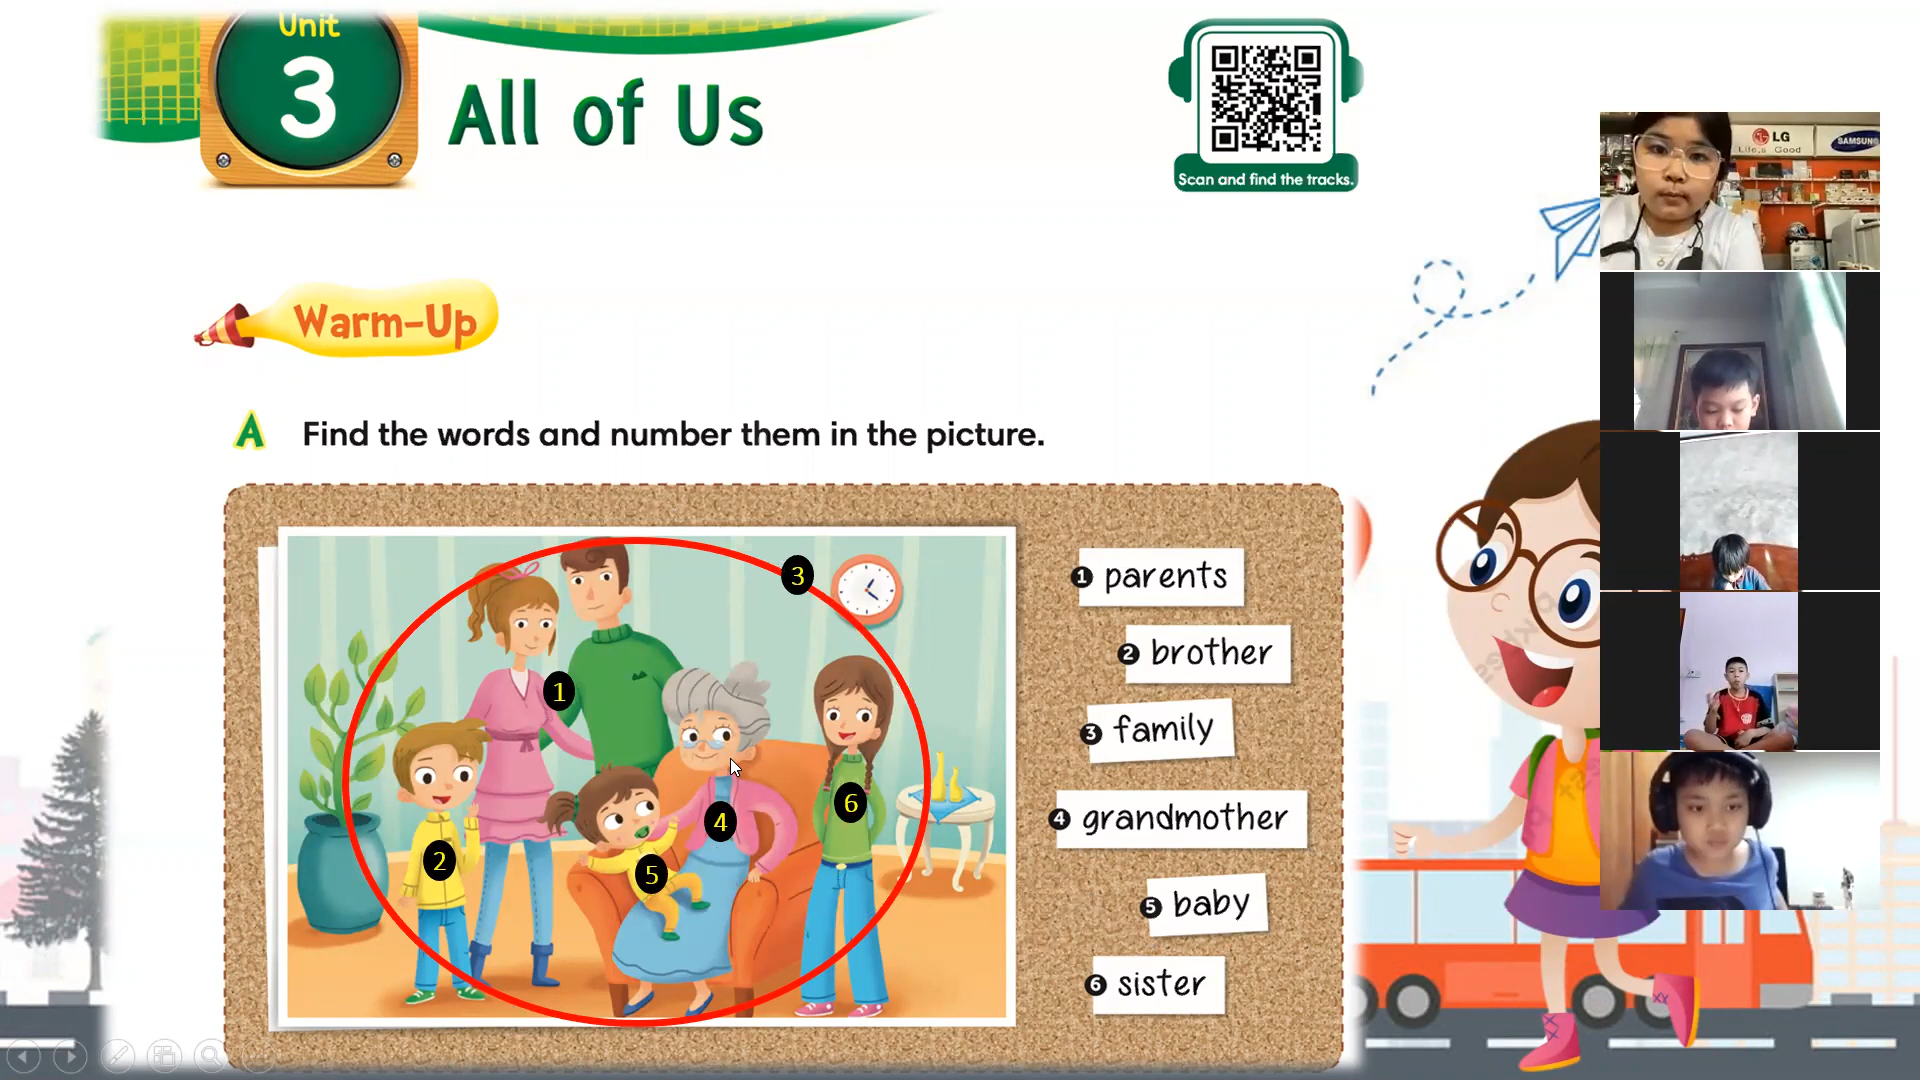 Unit
3
All of Us
Scan and find the tracks.
Warm-Up
A Find the words and number them in the picture.
3
1
2
4
5
6
1 parents
2 brother
3 family
4 grandmother
5 baby
6 sister
LG
Life's Good
SAMSUNG